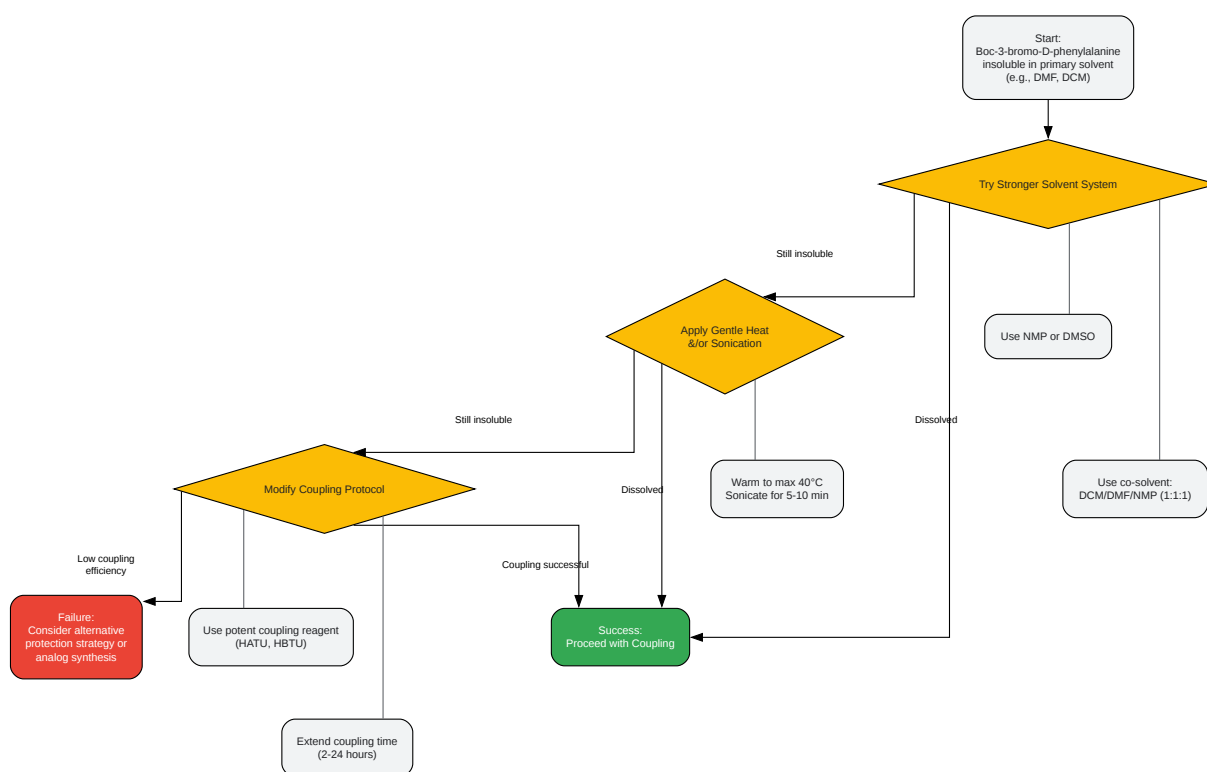 Start:
Boc-3-bromo-D-phenylalanine
insoluble in primary solvent
(e.g., DMF, DCM)
Try Stronger Solvent System
Still insoluble
Apply Gentle Heat
&/or Sonication
Use NMP or DMSO
Still insoluble
Dissolved
Modify Coupling Protocol
Dissolved
Warm to max 40°C
Sonicate for 5-10 min
Use co-solvent:
DCM/DMF/NMP (1:1:1)
Low coupling
efficiency
Coupling successful
Failure:
Consider alternative
protection strategy or
analog synthesis
Use potent coupling reagent
(HATU, HBTU)
Success:
Proceed with Coupling
Extend coupling time
(2-24 hours)